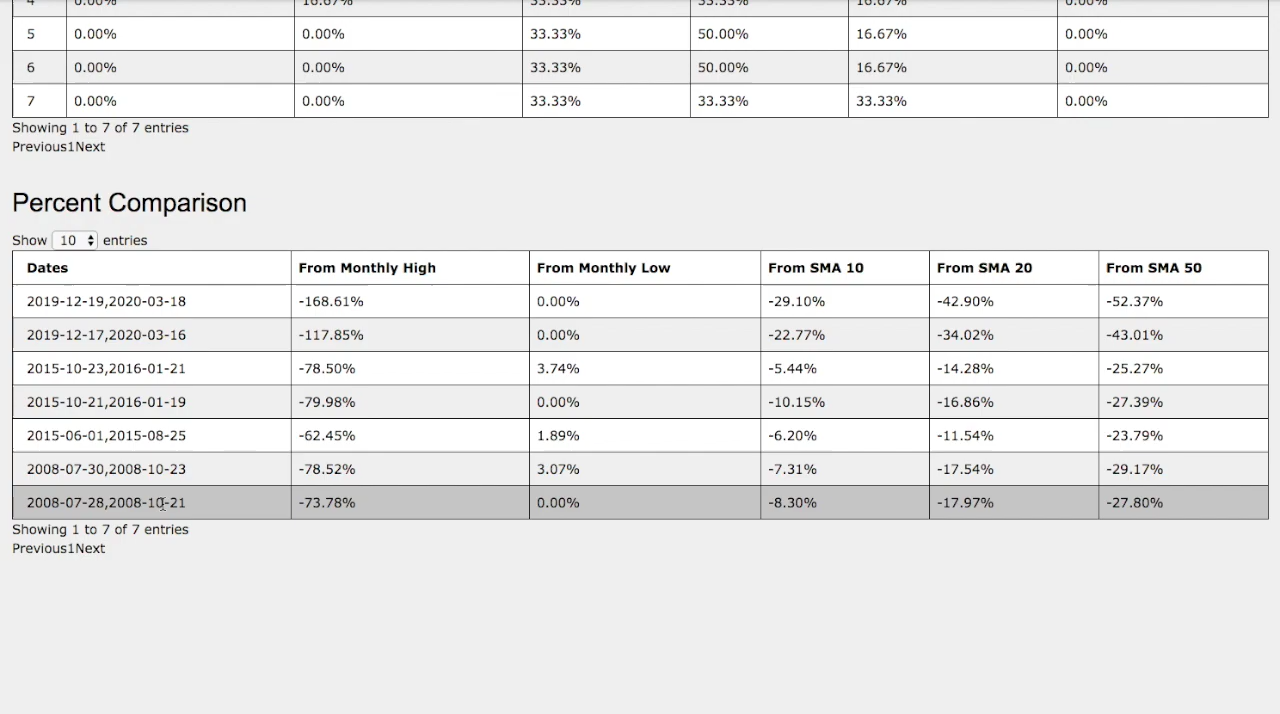 5 0.00% 0.00% 33.33% 50.00% 16.67% 0.00%
6 0.00% 0.00% 33.33% 50.00% 16.67% 0.00%
7 0.00% 0.00% 33.33% 33.33% 33.33% 0.00%
Showing 1 to 7 of 7 entries
Previous1Next
Percent Comparison
Show 10 entries
Dates From Monthly High From Monthly Low From SMA 10 From SMA 20 From SMA 50
2019-12-19,2020-03-18 -168.61% 0.00% -29.10% -42.90% -52.37%
2019-12-17,2020-03-16 -117.85% 0.00% -22.77% -34.02% -43.01%
2015-10-23,2016-01-21 -78.50% 3.74% -5.44% -14.28% -25.27%
2015-10-21,2016-01-19 -79.98% 0.00% -10.15% -16.86% -27.39%
2015-06-01,2015-08-25 -62.45% 1.89% -6.20% -11.54% -23.79%
2008-07-30,2008-10-23 -78.52% 3.07% -7.31% -17.54% -29.17%
2008-07-28,2008-10-21 -73.78% 0.00% -8.30% -17.97% -27.80%
Showing 1 to 7 of 7 entries
Previous1Next